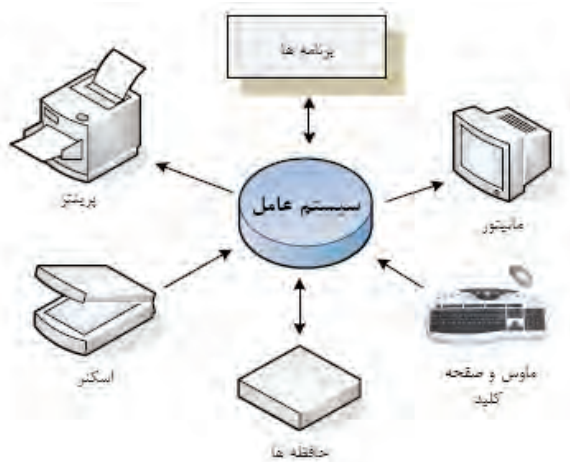 برنامه ها
پرینتر
سیستم عامل
مانیتور
اسکنر
ماوس و صفحه
کلید
حافظه ها